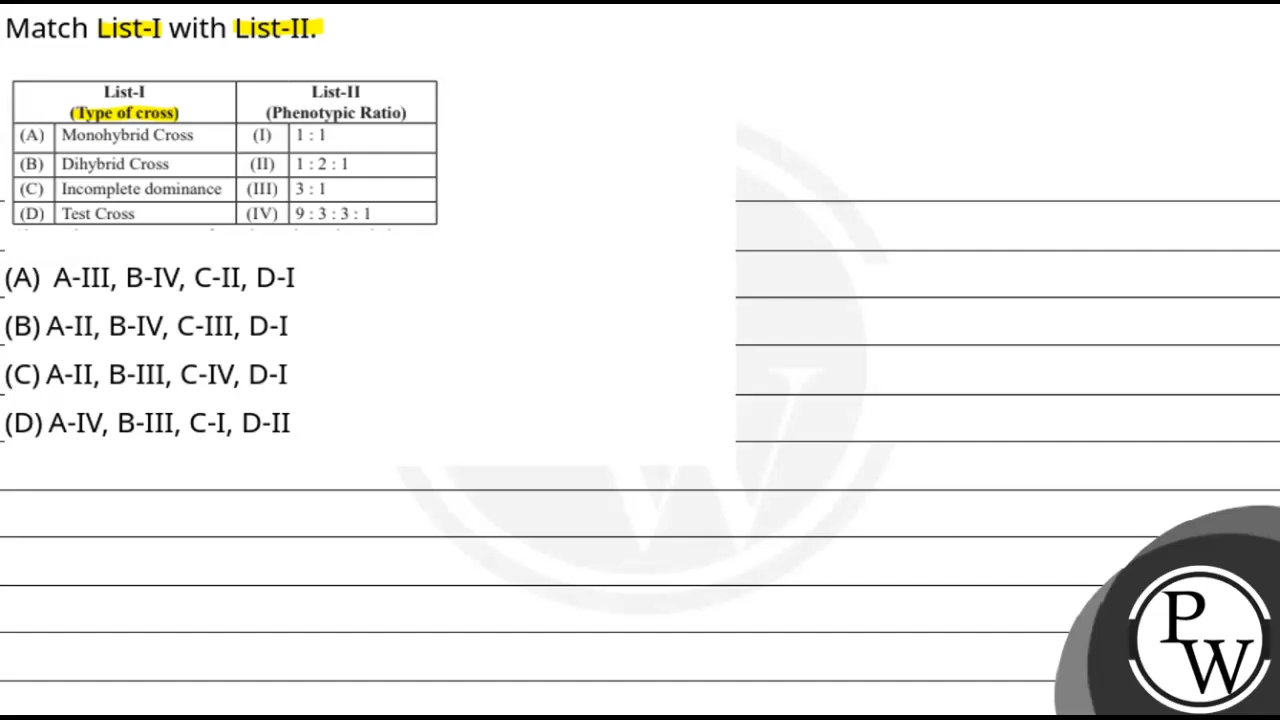 Match List-I with List-II.
List-I List-II
(Type of cross) (Phenotypic Ratio)
(A) Monohybrid Cross (I) 1 : 1
(B) Dihybrid Cross (II) 1 : 2 : 1
(C) Incomplete dominance (III) 3 : 1
(D) Test Cross (IV) 9 : 3 : 3 : 1
(A) A-III, B-IV, C-II, D-I
(B) A-II, B-IV, C-III, D-I
(C) A-II, B-III, C-IV, D-I
(D) A-IV, B-III, C-I, D-II
PW